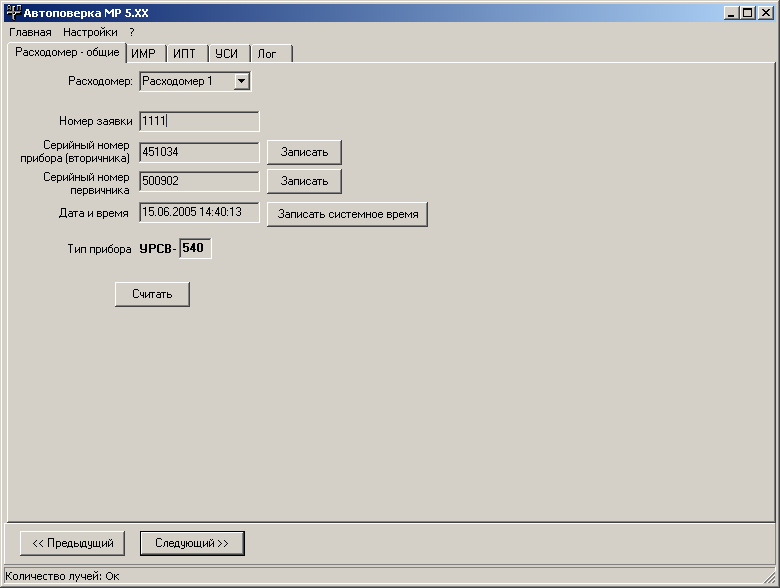 Автоповерка МР 5.XX
Главная Настройки ?
Расходомер - общие ИМР ИПТ УСИ Лог
Расходомер: Расходомер 1
Номер заявки 1111
Серийный номер
прибора (вторичника) 451034 Записать
Серийный номер
первичника 500902 Записать
Дата и время 15.06.2005 14:40:13 Записать системное время
Тип прибора УРСВ- 540
Считать
<< Предыдущий Следующий >>
Количество лучей: Ок